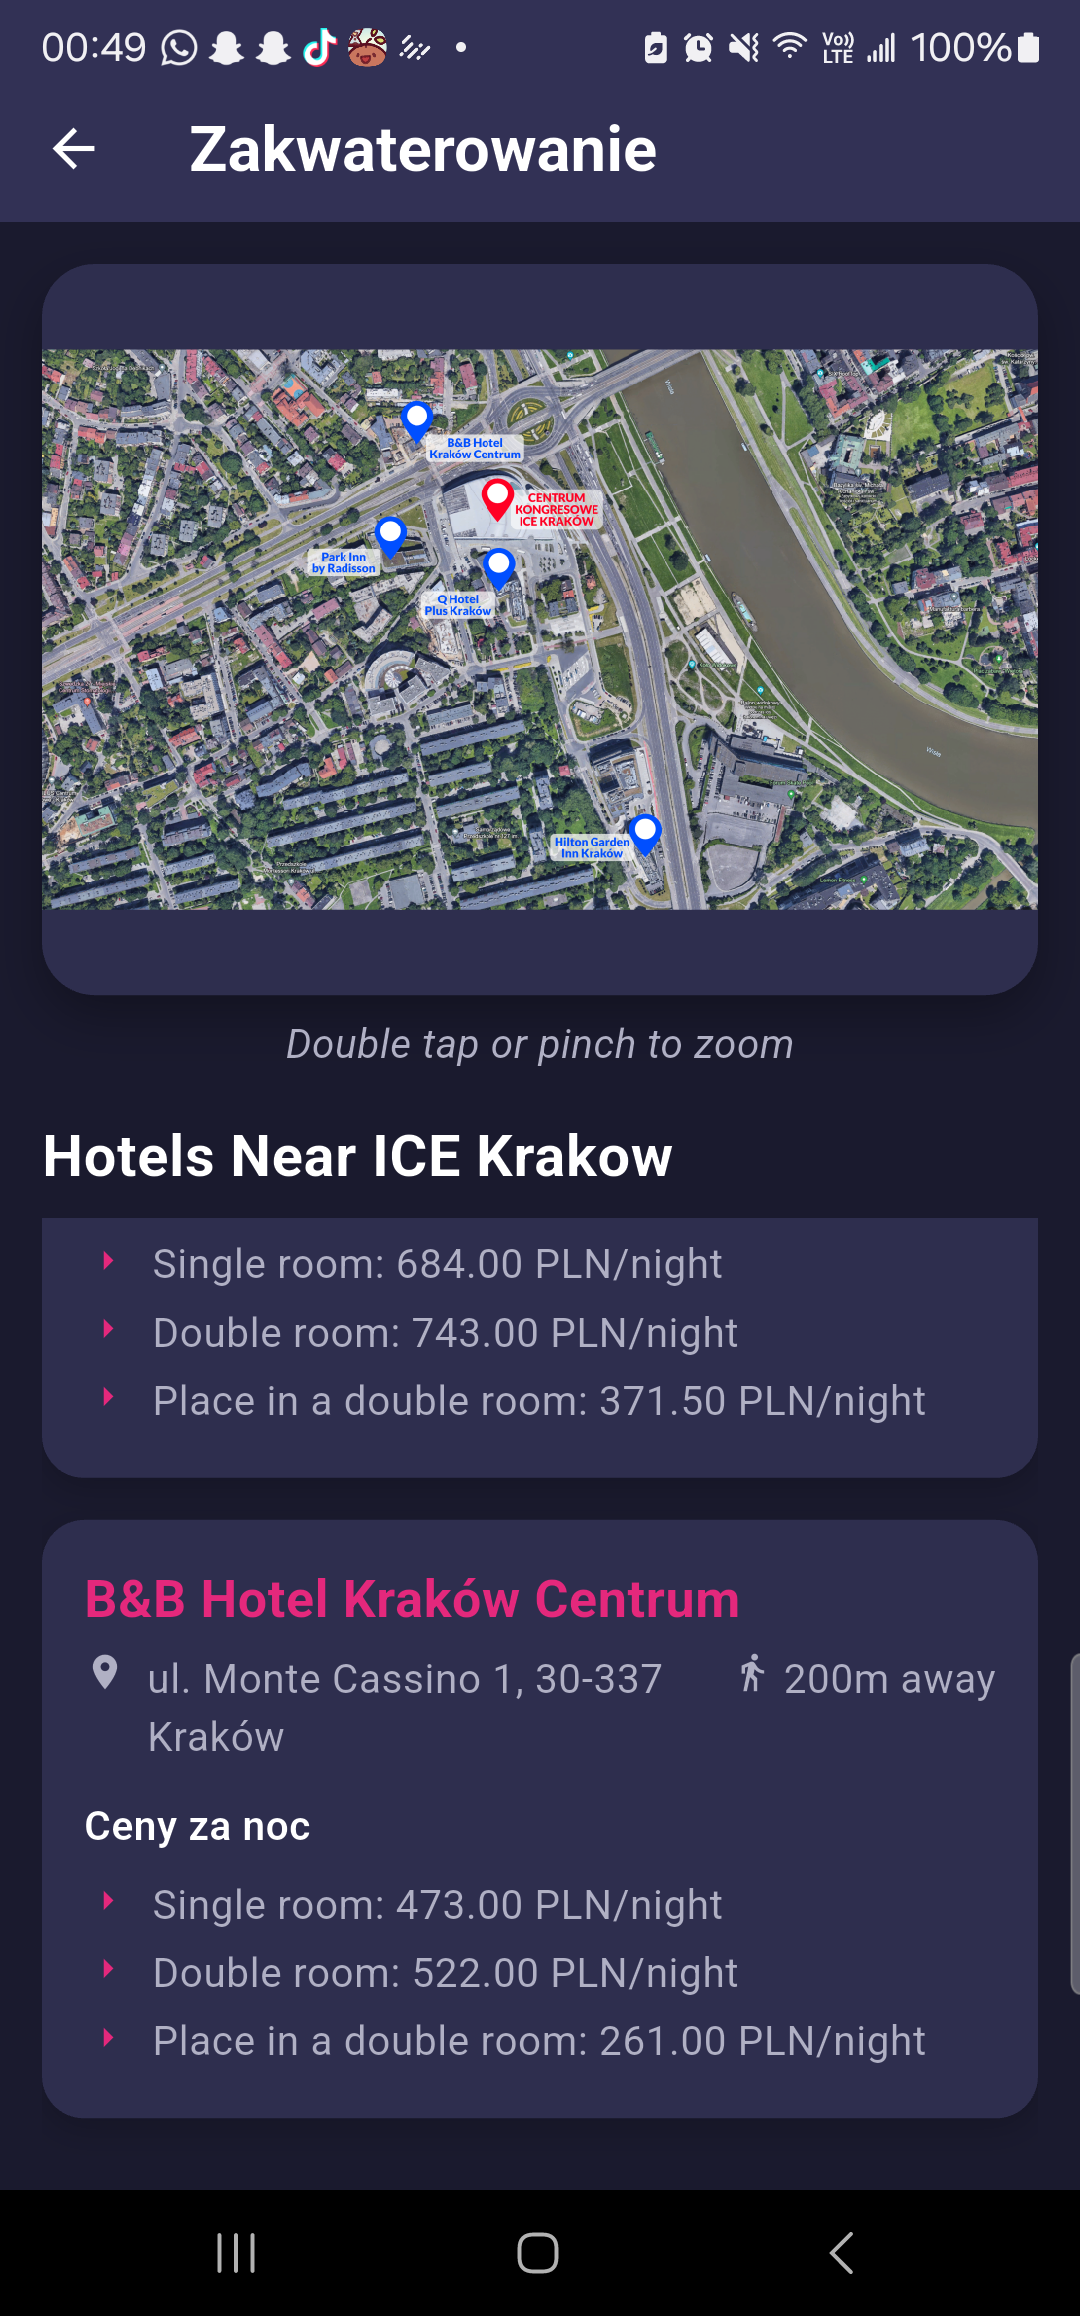 00:49
Vo))
LTE
100%
Zakwaterowanie
B&B Hotel
Kraków Centrum
CENTRUM
KONGRESOWE
ICE KRAKÓW
Park Inn
by Radisson
Q Hotel
Plus Kraków
Wisła
Hilton Garden
Inn Kraków
Double tap or pinch to zoom
Hotels Near ICE Krakow
Single room: 684.00 PLN/night
Double room: 743.00 PLN/night
Place in a double room: 371.50 PLN/night
B&B Hotel Kraków Centrum
ul. Monte Cassino 1, 30-337
Kraków
200m away
Ceny za noc
Single room: 473.00 PLN/night
Double room: 522.00 PLN/night
Place in a double room: 261.00 PLN/night